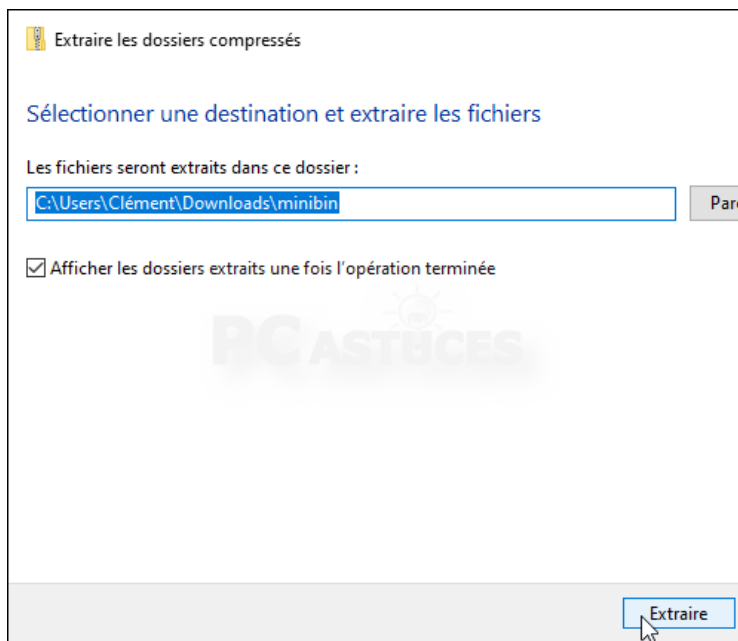 Extraire les dossiers compressés
Sélectionner une destination et extraire les fichiers
Les fichiers seront extraits dans ce dossier :
C:\Users\Clément\Downloads\minibin
Par
Afficher les dossiers extraits une fois l'opération terminée
PC ASTUCES
Extraire